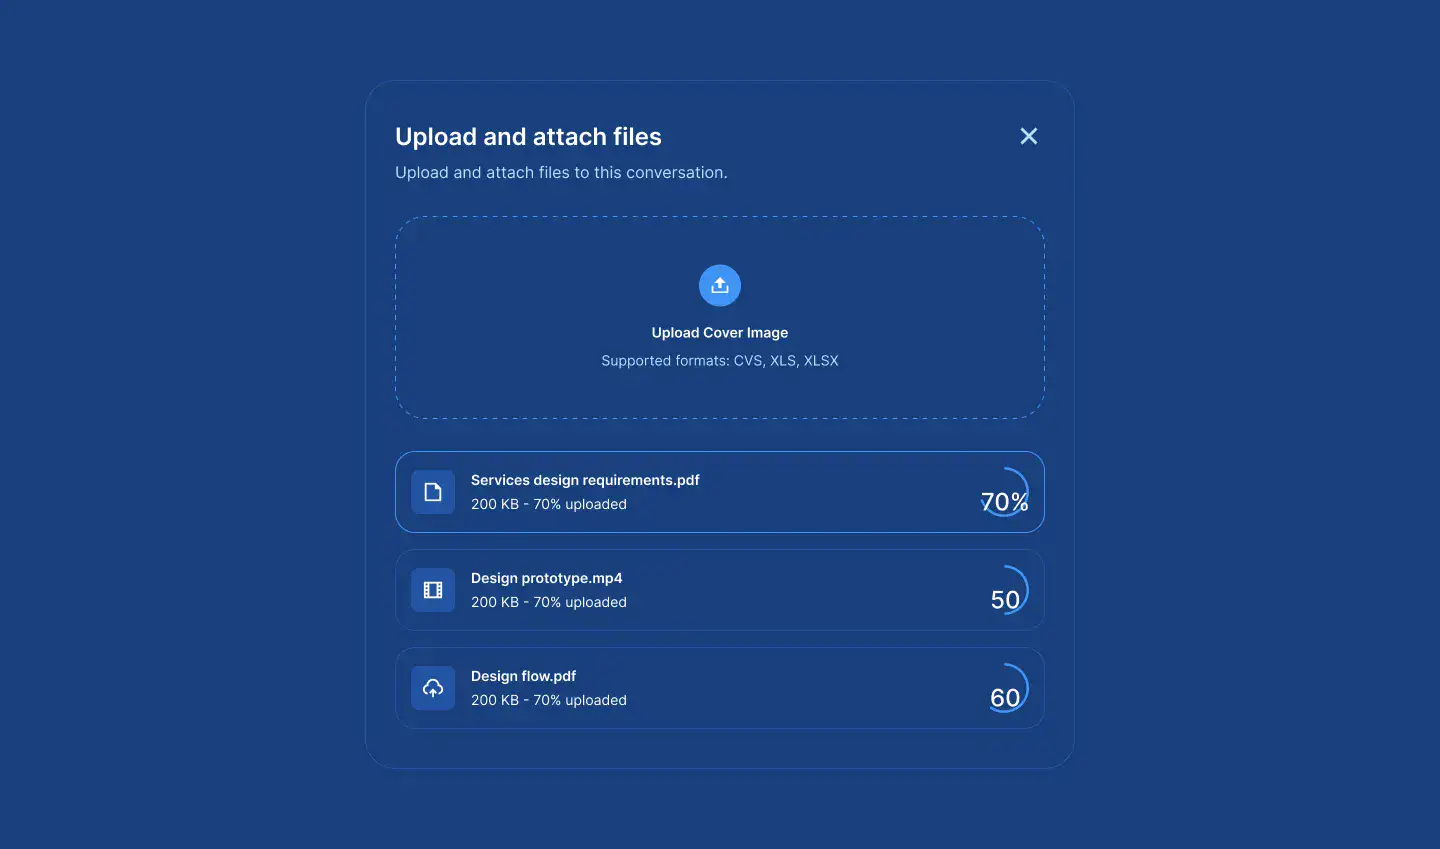 Upload and attach files
Upload and attach files to this conversation.
Upload Cover Image
Supported formats: CVS, XLS, XLSX
Services design requirements.pdf
200 KB - 70% uploaded
70%
Design prototype.mp4
200 KB - 70% uploaded
50
Design flow.pdf
200 KB - 70% uploaded
60